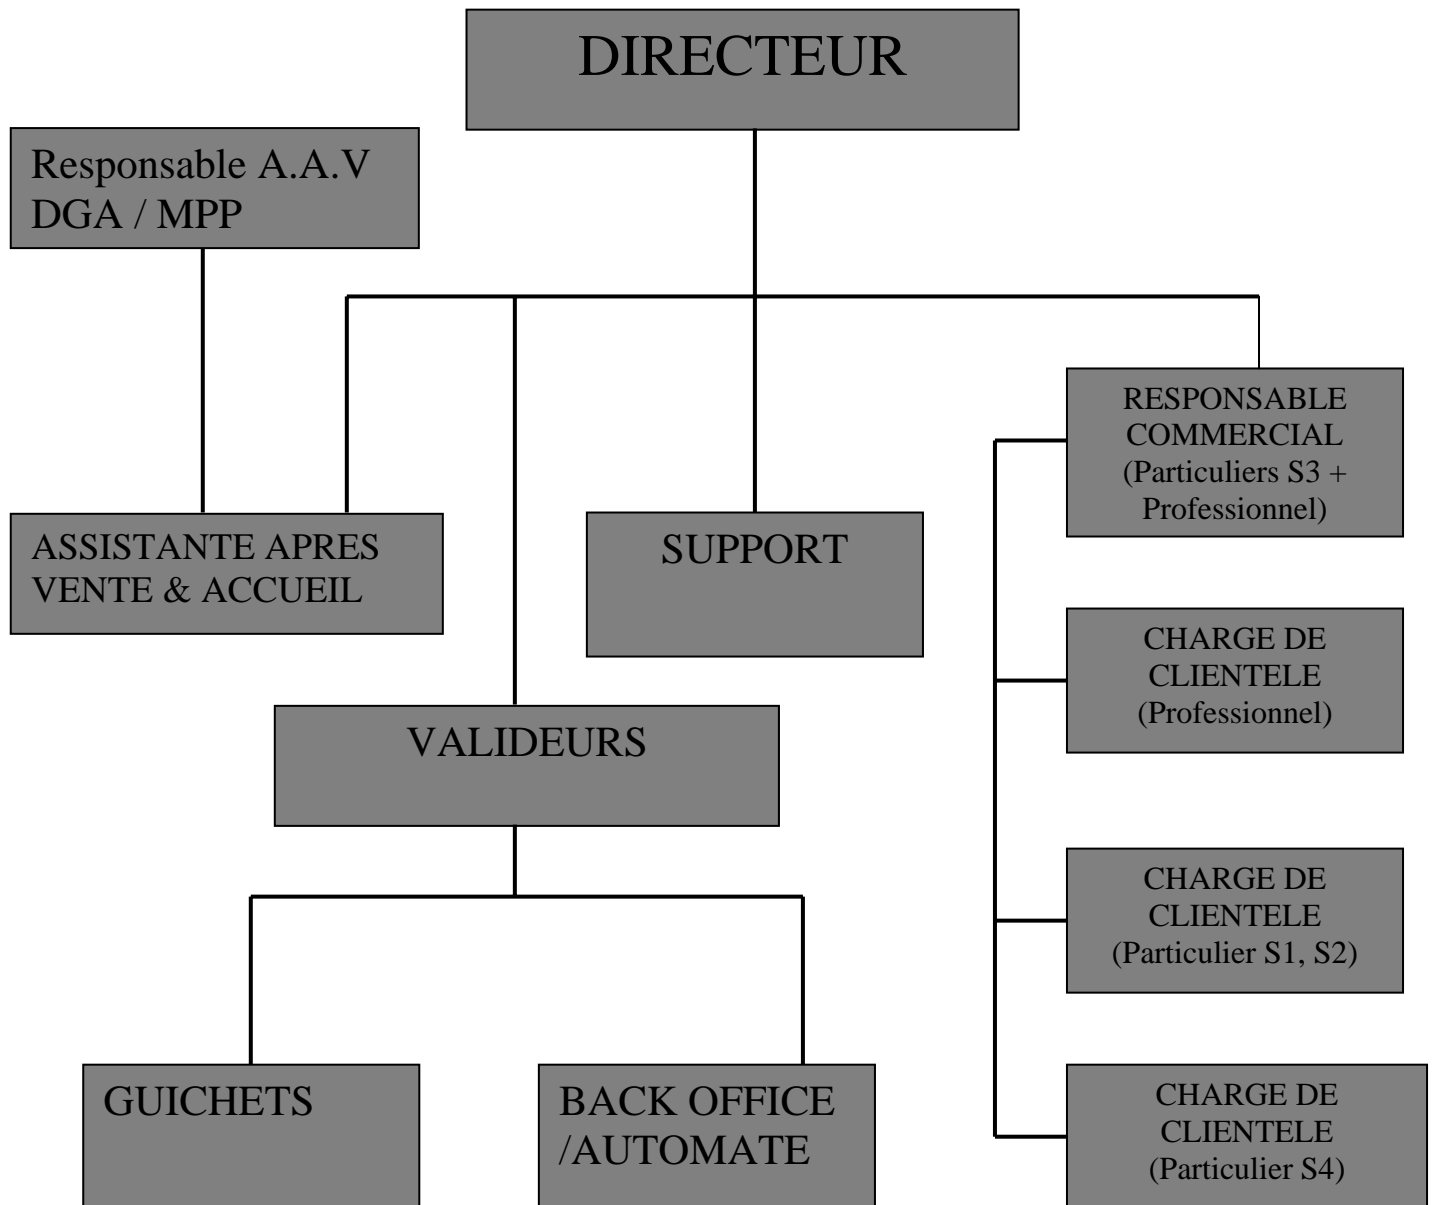 DIRECTEUR
Responsable A.A.V
DGA / MPP
RESPONSABLE
COMMERCIAL
(Particuliers S3 +
Professionnel)
ASSISTANTE APRES
VENTE & ACCUEIL
SUPPORT
CHARGE DE
CLIENTELE
(Professionnel)
VALIDEURS
CHARGE DE
CLIENTELE
(Particulier S1, S2)
GUICHETS
BACK OFFICE
/AUTOMATE
CHARGE DE
CLIENTELE
(Particulier S4)